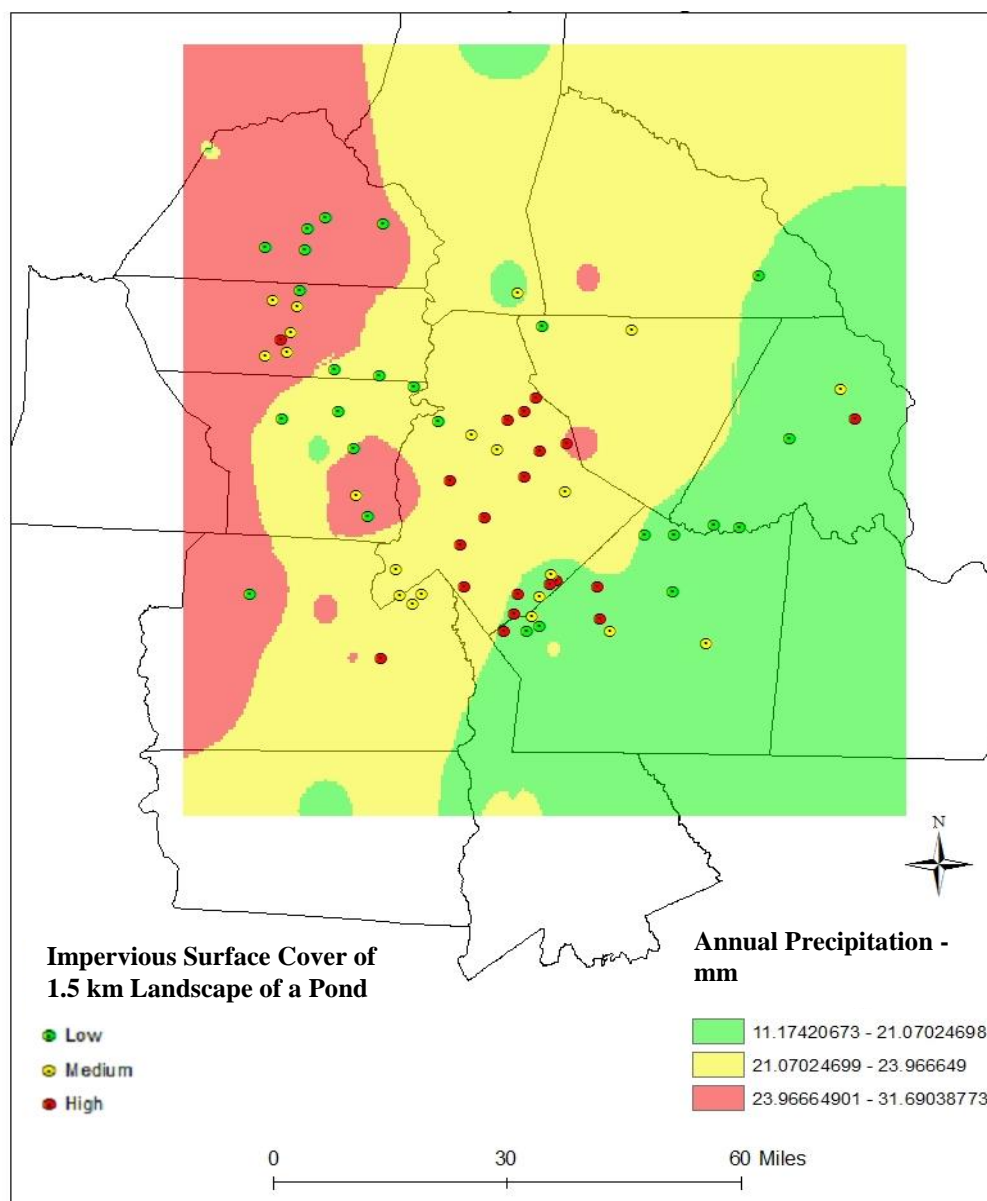 N
Impervious Surface Cover of
1.5 km Landscape of a Pond
Low
Medium
High
Annual Precipitation -
mm
11.17420673 - 21.07024698
21.07024699 - 23.966649
23.96664901 - 31.69038773
0 30 60 Miles